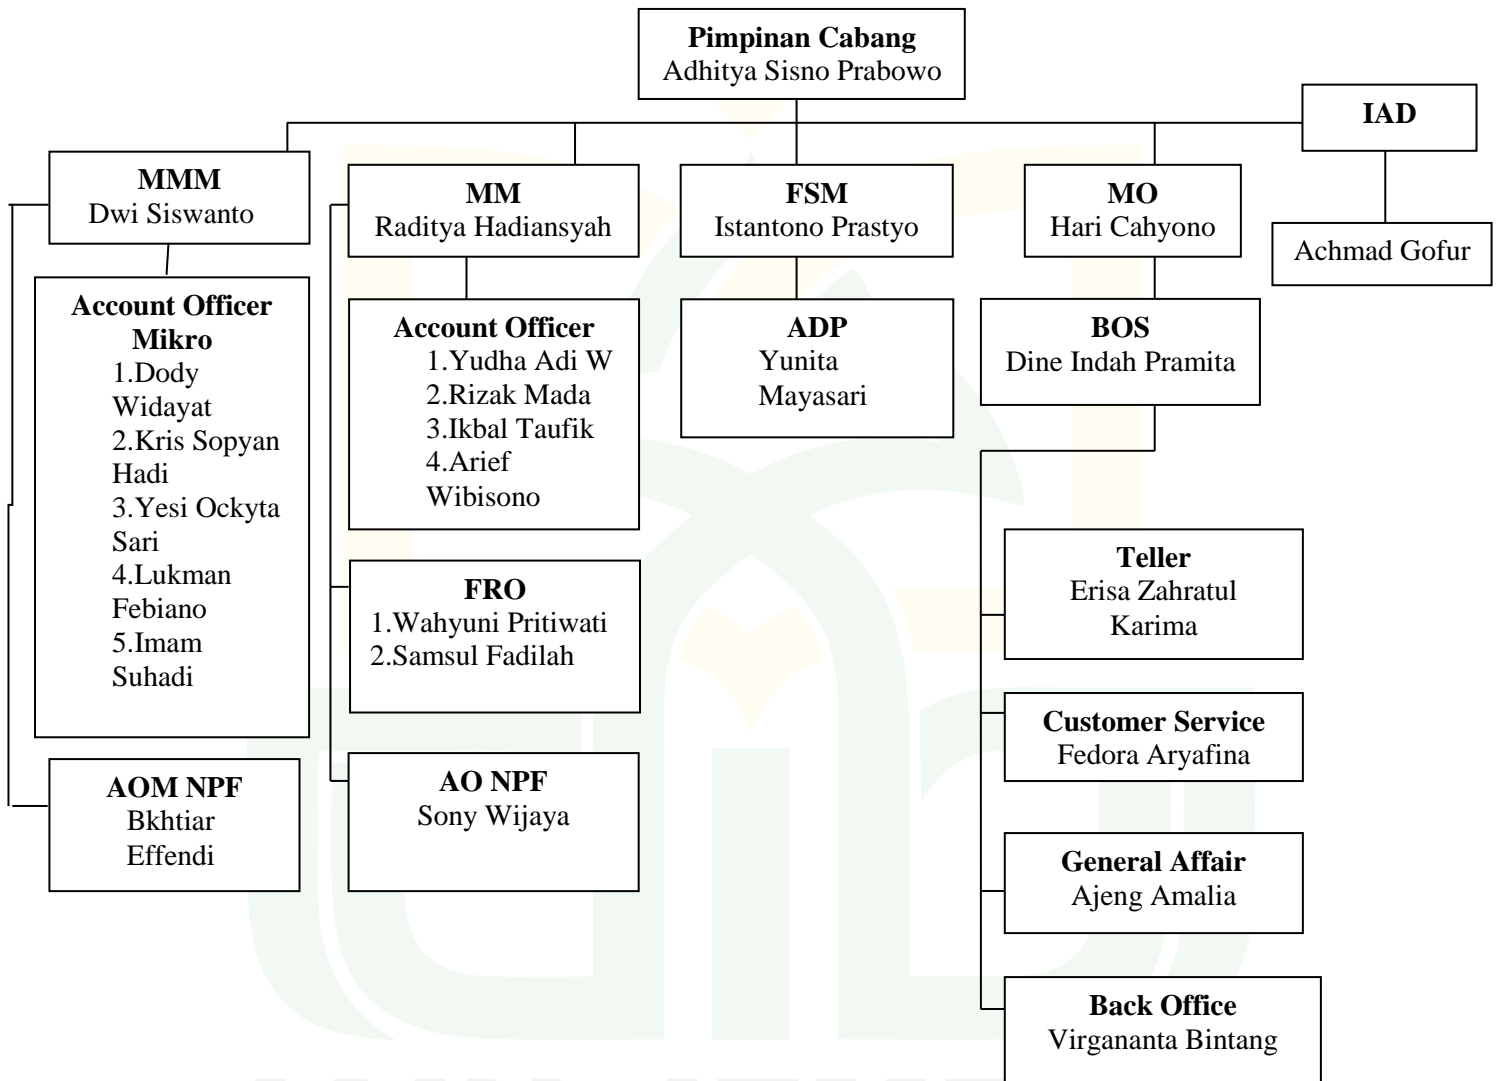 Pimpinan Cabang
Adhitya Sisno Prabowo
IAD
Achmad Gofur
MMM
Dwi Siswanto
MM
Raditya Hadiansyah
FSM
Istantono Prastyo
MO
Hari Cahyono
Account Officer
Mikro
1.Dody
Widayat
2.Kris Sopyan
Hadi
3.Yesi Ockyta
Sari
4.Lukman
Febiano
5.Imam
Suhadi
AOM NPF
Bkhtiar
Effendi
Account Officer
1.Yudha Adi W
2.Rizak Mada
3.Ikbal Taufik
4.Arief
Wibisono
FRO
1.Wahyuni Pritiwati
2.Samsul Fadilah
AO NPF
Sony Wijaya
ADP
Yunita
Mayasari
BOS
Dine Indah Pramita
Teller
Erisa Zahratul
Karima
Customer Service
Fedora Aryafina
General Affair
Ajeng Amalia
Back Office
Virgananta Bintang